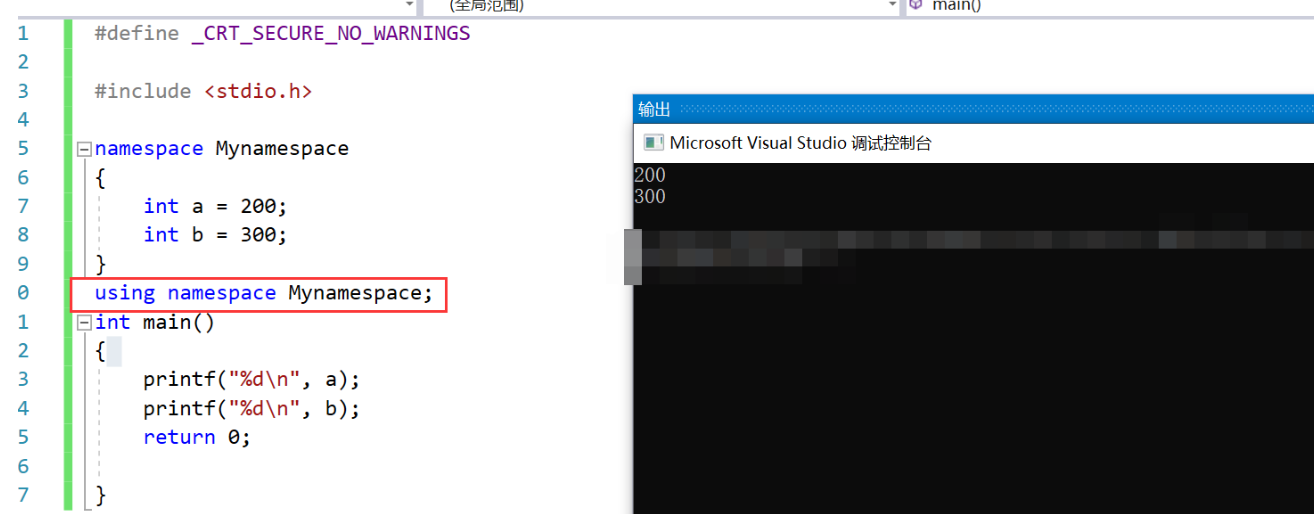 (全局范围)
main()
1 #define _CRT_SECURE_NO_WARNINGS
2
3 #include <stdio.h>
4
5 namespace Mynamespace
6 {
7 int a = 200;
8 int b = 300;
9 }
0 using namespace Mynamespace;
1 int main()
2 {
3 printf("%d\n", a);
4 printf("%d\n", b);
5 return 0;
6
7 }
输出
Microsoft Visual Studio 调试控制台
200
300